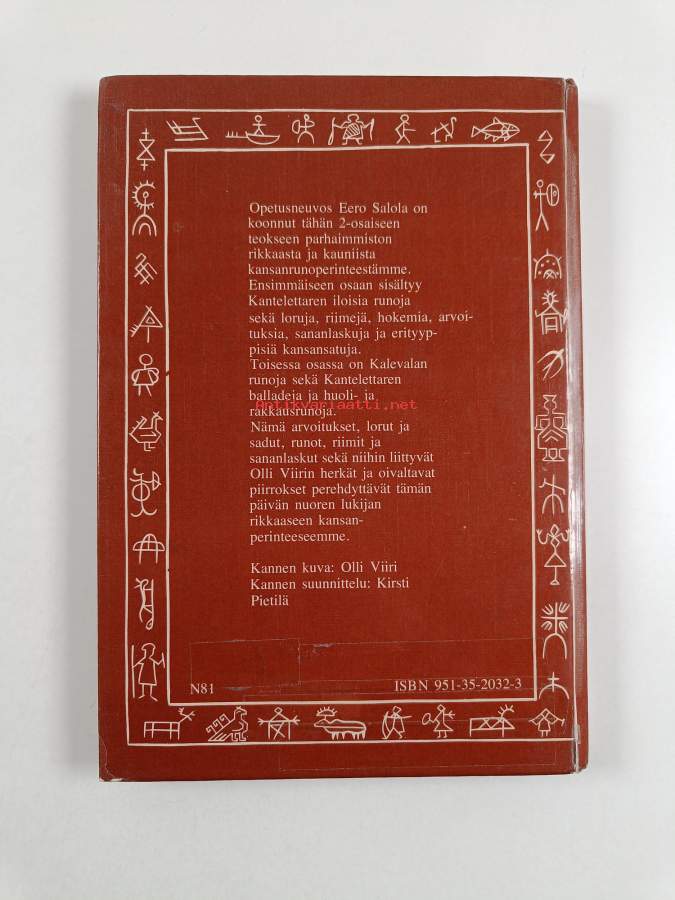 Opetusneuvos Eero Salola on
koonnut tähän 2-osaiseen
teokseen parhaimmiston
rikkaasta ja kauniista
kansanrunoperinteestämme.
Ensimmäiseen osaan sisältyy
Kantelettaren iloisia runoja
sekä loruja, riimejä, hokemia, arvoi-
tuksia, sananlaskuja ja erityyp-
pisiä kansansatuja.
Toisessa osassa on Kalevalan
runoja sekä Kantelettaren
balladeja ja huoli- ja
Antikvariaatti.net
rakkausrunoja.
Nämä arvoitukset, lorut ja
sadut, runot, riimit ja
sananlaskut sekä niihin liittyvät
Olli Viirin herkät ja oivaltavat
piirrokset perehdyttävät tämän
päivän nuoren lukijan
rikkaaseen kansan-
perinteeseemme.
Kannen kuva: Olli Viiri
Kannen suunnittelu: Kirsti
Pietilä
N81
ISBN 951-35-2032-3